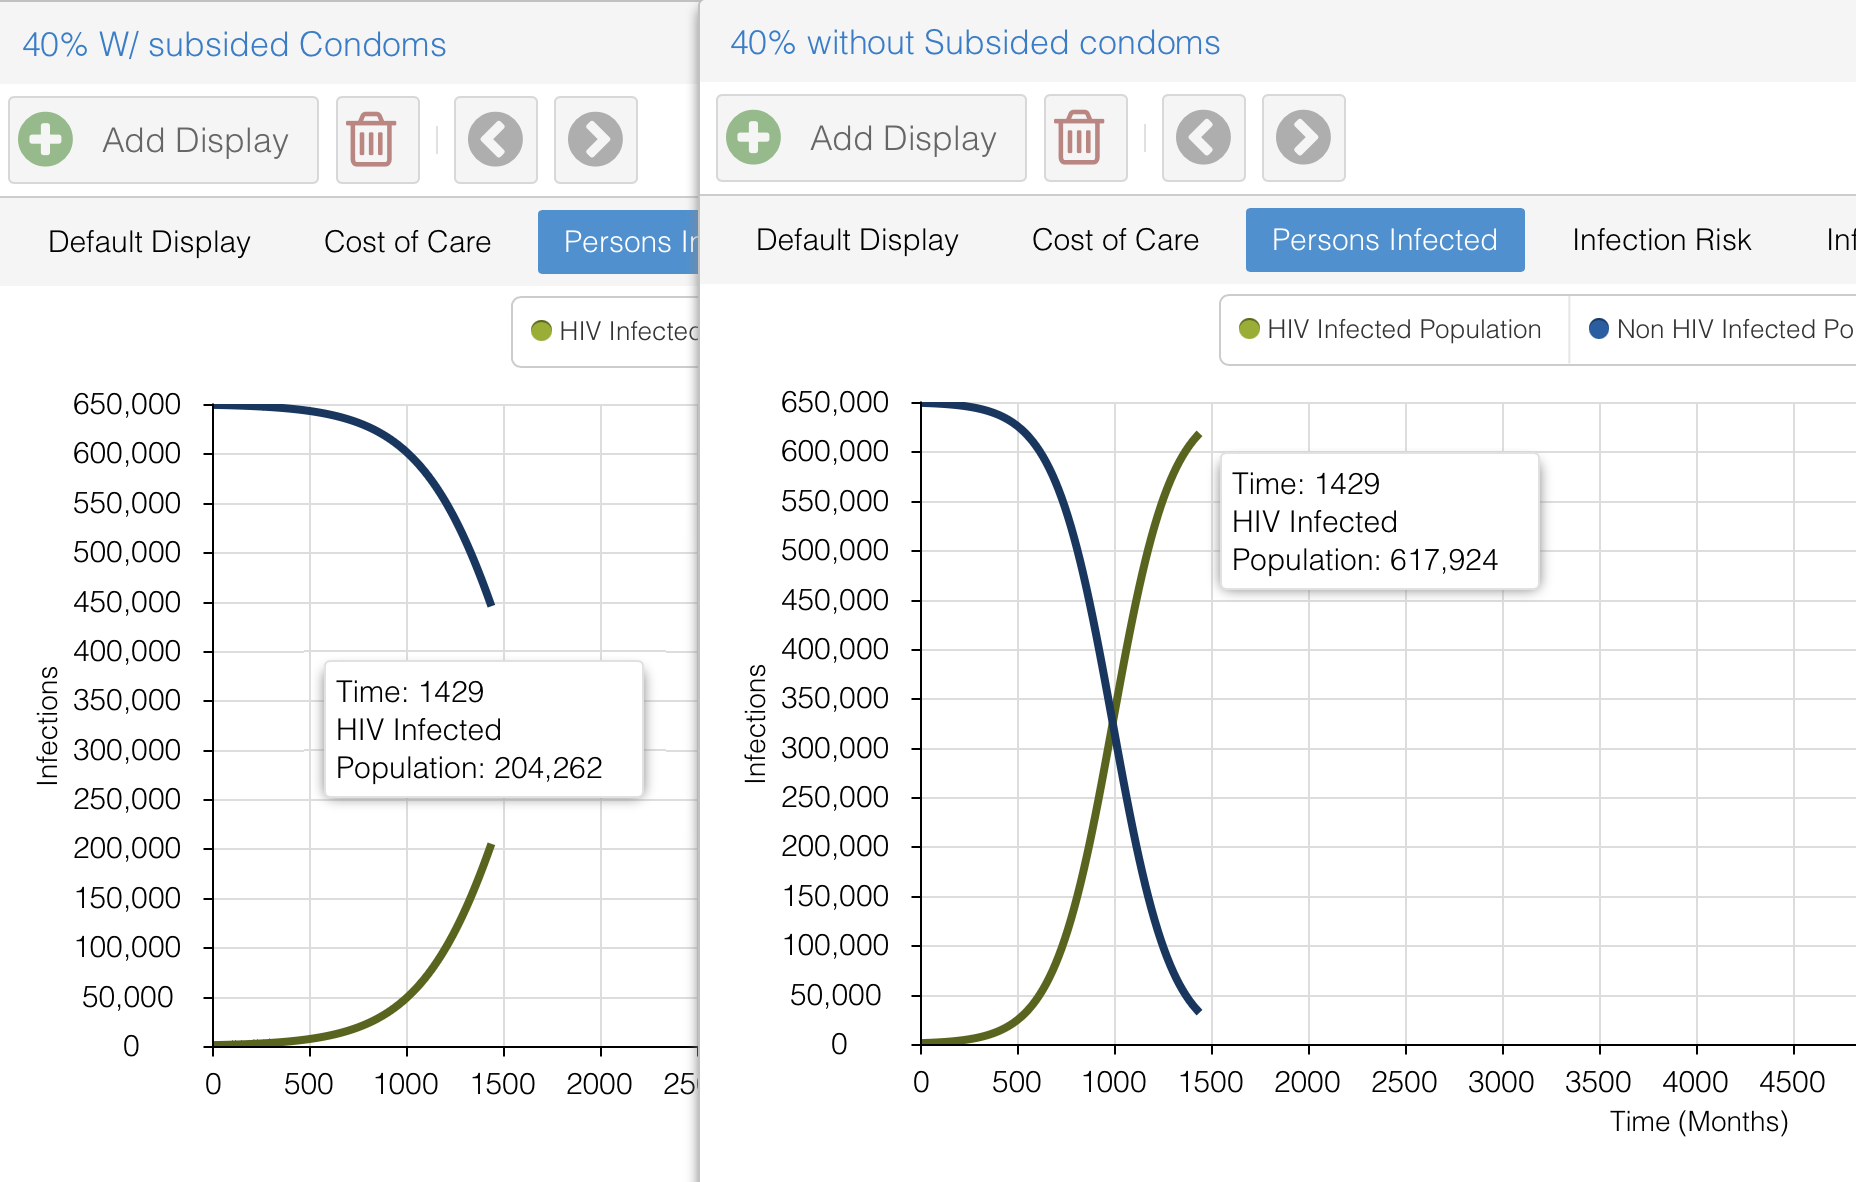 40% W/ subsided Condoms
Add Display
Default Display
Cost of Care
Persons
HIV
650,000
600,000
550,000
500,000
450,000
400,000
350,000
300,000
250,000
200,000
150,000
100,000
50,000
0
Infections
Time: 1429
HIV Infected
Population: 204,262
0
500
1000
1500
2000
40% without Subsided condoms
Add Display
Default Display
Cost of Care
Persons Infected
Infection Risk
HIV Infected Population
Non HIV Infected
650,000
600,000
550,000
500,000
450,000
400,000
350,000
300,000
250,000
200,000
150,000
100,000
50,000
0
Infections
Time: 1429
HIV Infected
Population: 617,924
0
500
1000
1500
2000
2500
3000
3500
4000
4500
Time (Months)